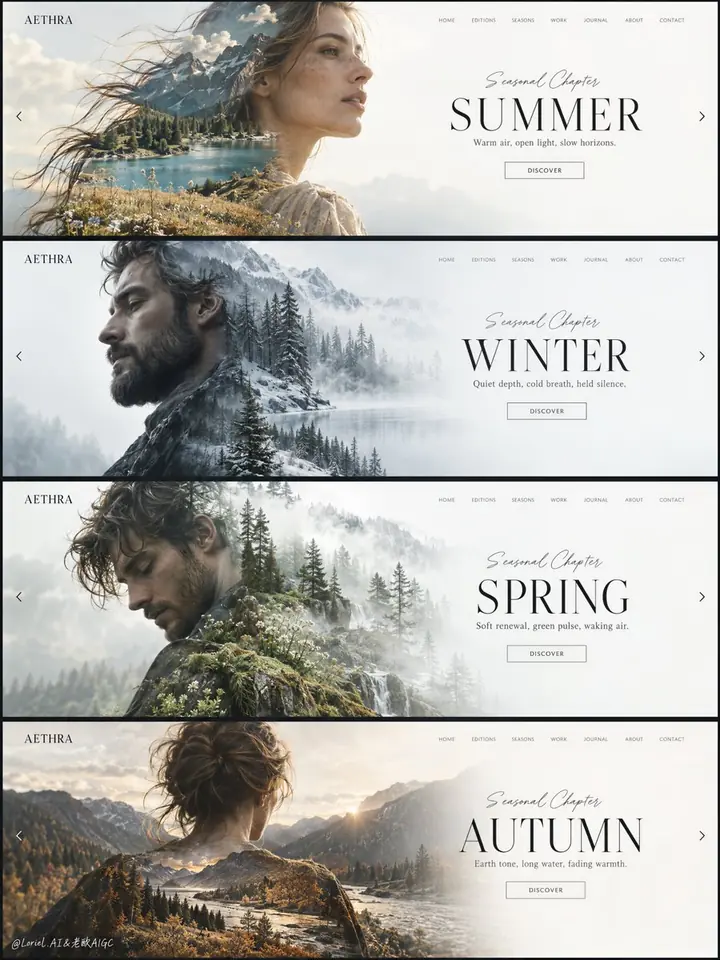 AETHRA
HOME EDITIONS SEASONS WORK JOURNAL ABOUT CONTACT
Seasonal Chapter
SUMMER
Warm air, open light, slow horizons.
DISCOVER
AETHRA
HOME EDITIONS SEASONS WORK JOURNAL ABOUT CONTACT
Seasonal Chapter
WINTER
Quiet depth, cold breath, held silence.
DISCOVER
AETHRA
HOME EDITIONS SEASONS WORK JOURNAL ABOUT CONTACT
Seasonal Chapter
SPRING
Soft renewal, green pulse, waking air.
DISCOVER
AETHRA
HOME EDITIONS SEASONS WORK JOURNAL ABOUT CONTACT
Seasonal Chapter
AUTUMN
Earth tone, long water, fading warmth.
DISCOVER
@Loriel.AI&老欧AIGC